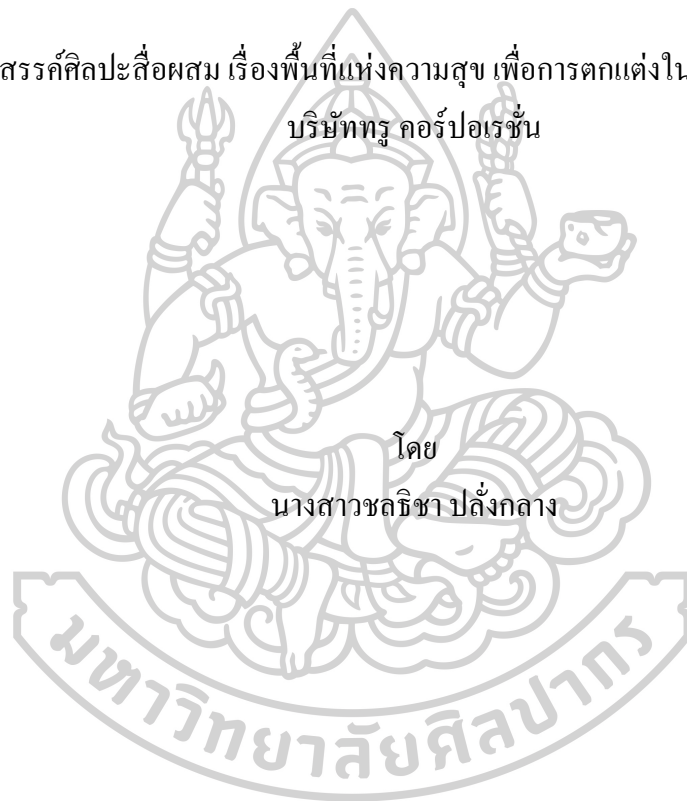 สรรค์ศิลปะสื่อผสม เรื่องพื้นที่แห่งความสุข เพื่อการตกแต่งใน
บริษัททรู คอร์ปอเรชั่น
โดย
นางสาวชลธิชา ปลั่งกลาง
มหาวิทยาลัยศิลปากร